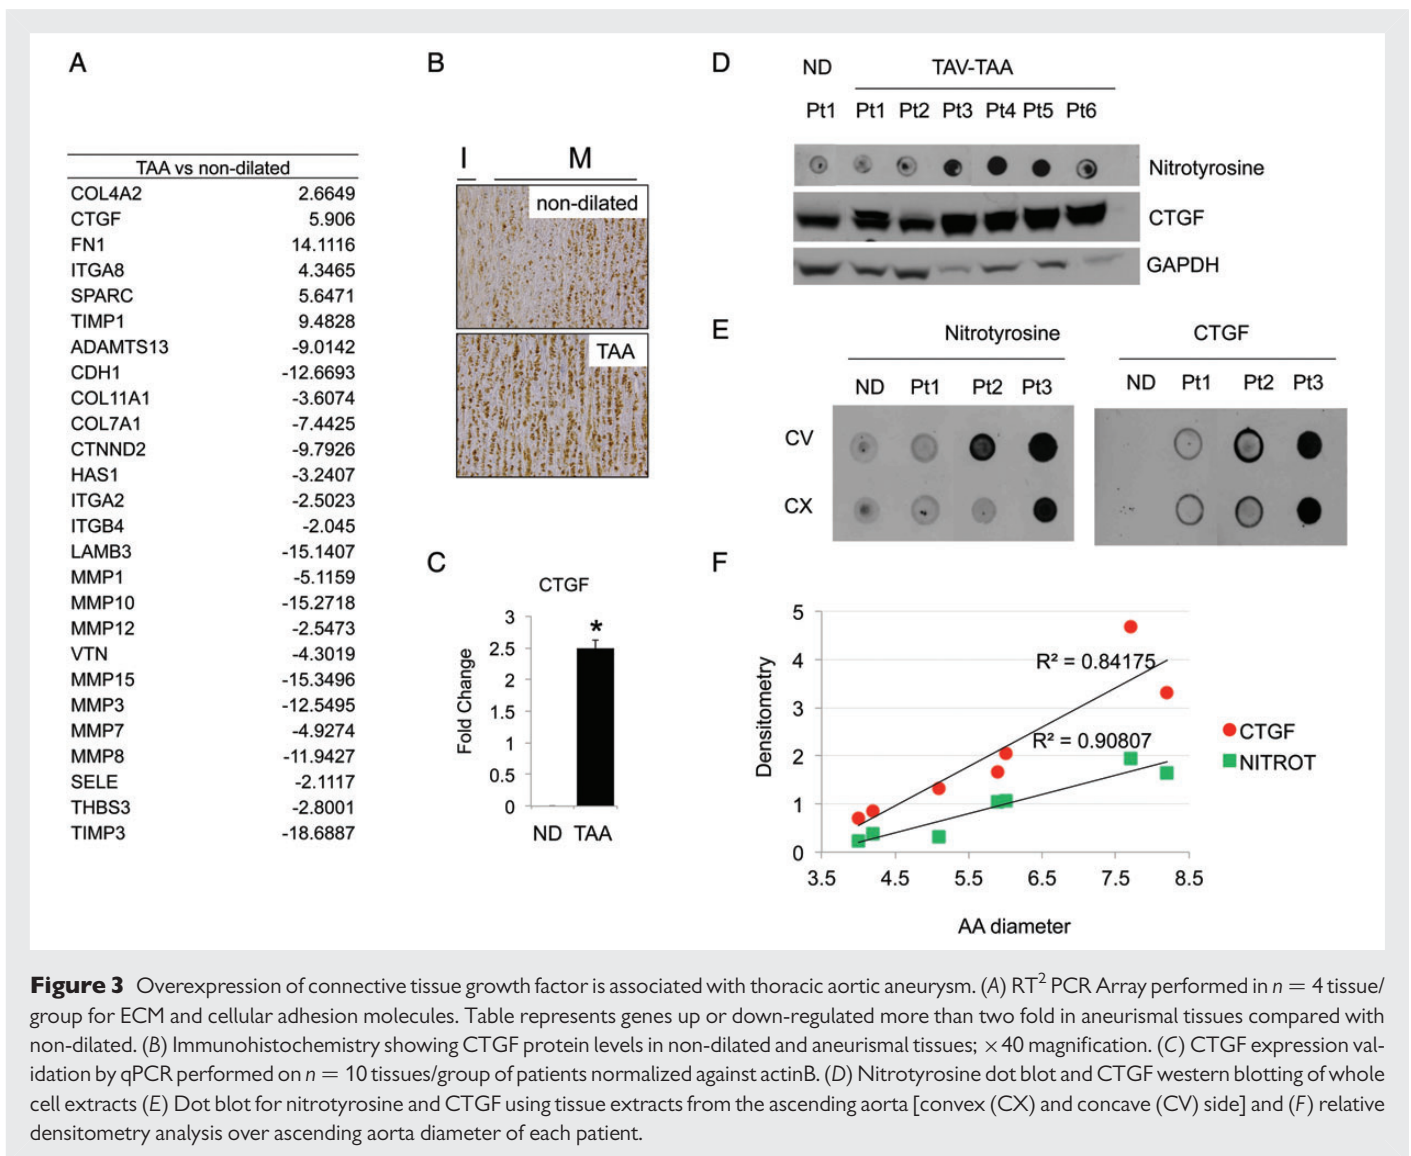 A
TAA vs non-dilated
COL4A2 2.6649
CTGF 5.906
FN1 14.1116
ITGA8 4.3465
SPARC 5.6471
TIMP1 9.4828
ADAMTS13 -9.0142
CDH1 -12.6693
COL11A1 -3.6074
COL7A1 -7.4425
CTNND2 -9.7926
HAS1 -3.2407
ITGA2 -2.5023
ITGB4 -2.045
LAMB3 -15.1407
MMP1 -5.1159
MMP10 -15.2718
MMP12 -2.5473
VTN -4.3019
MMP15 -15.3496
MMP3 -12.5495
MMP7 -4.9274
MMP8 -11.9427
SELE -2.1117
THBS3 -2.8001
TIMP3 -18.6887
B
I M
non-dilated
TAA
C
CTGF
Fold Change
3
2.5
2
1.5
1
0.5
0
*
ND TAA
D
ND TAV-TAA
Pt1 Pt1 Pt2 Pt3 Pt4 Pt5 Pt6
Nitrotyrosine
CTGF
GAPDH
E
Nitrotyrosine CTGF
ND Pt1 Pt2 Pt3 ND Pt1 Pt2 Pt3
CV
CX
F
Densitometry
5
4
3
2
1
0
R² = 0.84175
R² = 0.90807
CTGF
NITROT
3.5 4.5 5.5 6.5 7.5 8.5
AA diameter
Figure 3 Overexpression of connective tissue growth factor is associated with thoracic aortic aneurysm. (A) RT² PCR Array performed in n = 4 tissue/
group for ECM and cellular adhesion molecules. Table represents genes up or down-regulated more than two fold in aneurismal tissues compared with
non-dilated. (B) Immunohistochemistry showing CTGF protein levels in non-dilated and aneurismal tissues; ×40 magnification. (C) CTGF expression val-
idation by qPCR performed on n = 10 tissues/group of patients normalized against actinB. (D) Nitrotyrosine dot blot and CTGF western blotting of whole
cell extracts (E) Dot blot for nitrotyrosine and CTGF using tissue extracts from the ascending aorta [convex (CX) and concave (CV) side] and (F) relative
densitometry analysis over ascending aorta diameter of each patient.